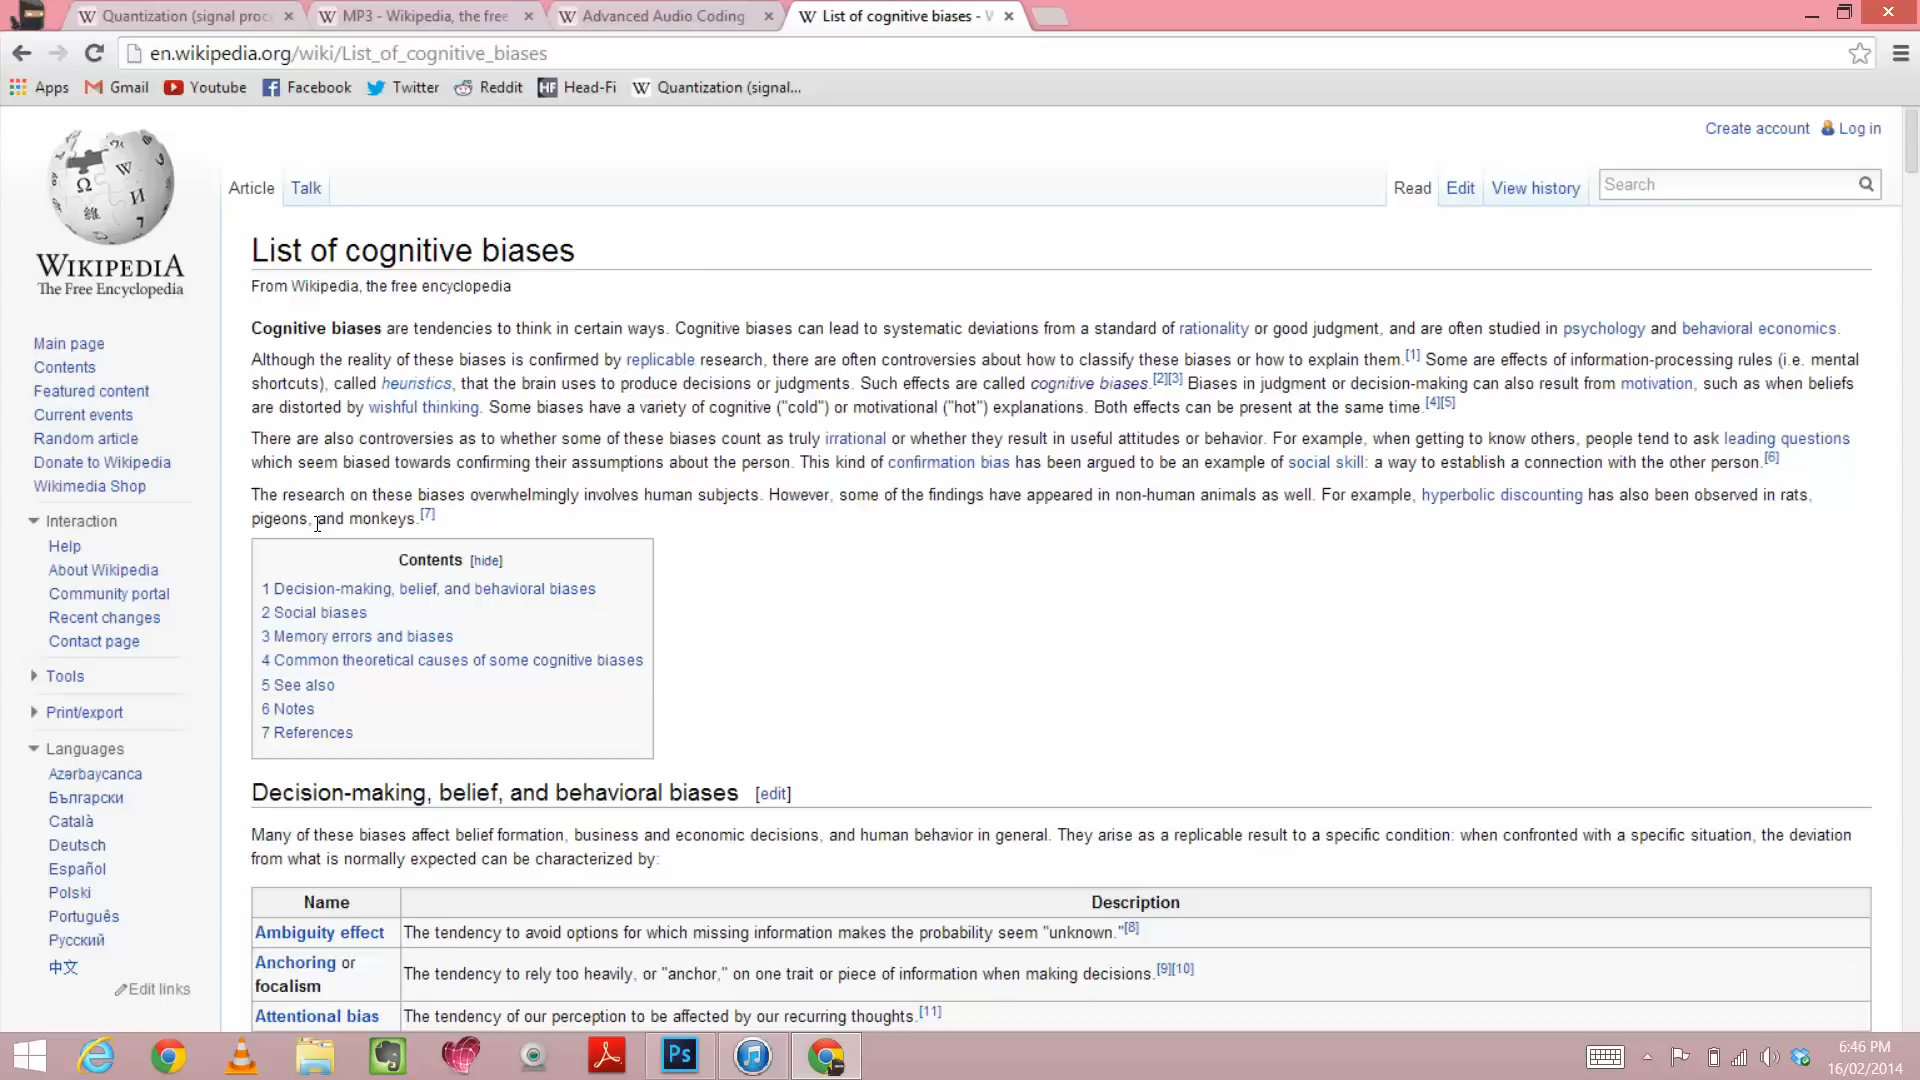 Quantization (signal proc
MP3 - Wikipedia, the free
Advanced Audio Coding
List of cognitive biases - W
en.wikipedia.org/wiki/List_of_cognitive_biases
Apps Gmail Youtube Facebook Twitter Reddit Head-Fi Quantization (signal...
Create account Log in
Article Talk Read Edit View history Search
WIKIPEDIA
The Free Encyclopedia
Main page
Contents
Featured content
Current events
Random article
Donate to Wikipedia
Wikimedia Shop
Interaction
Help
About Wikipedia
Community portal
Recent changes
Contact page
Tools
Print/export
Languages
Azərbaycanca
Български
Català
Deutsch
Español
Polski
Português
Русский
中文
Edit links
List of cognitive biases
From Wikipedia, the free encyclopedia
Cognitive biases are tendencies to think in certain ways. Cognitive biases can lead to systematic deviations from a standard of rationality or good judgment, and are often studied in psychology and behavioral economics.
Although the reality of these biases is confirmed by replicable research, there are often controversies about how to classify these biases or how to explain them.[1] Some are effects of information-processing rules (i.e. mental
shortcuts), called heuristics, that the brain uses to produce decisions or judgments. Such effects are called cognitive biases.[2][3] Biases in judgment or decision-making can also result from motivation, such as when beliefs
are distorted by wishful thinking. Some biases have a variety of cognitive ("cold") or motivational ("hot") explanations. Both effects can be present at the same time.[4][5]
There are also controversies as to whether some of these biases count as truly irrational or whether they result in useful attitudes or behavior. For example, when getting to know others, people tend to ask leading questions
which seem biased towards confirming their assumptions about the person. This kind of confirmation bias has been argued to be an example of social skill: a way to establish a connection with the other person.[6]
The research on these biases overwhelmingly involves human subjects. However, some of the findings have appeared in non-human animals as well. For example, hyperbolic discounting has also been observed in rats,
pigeons, and monkeys.[7]
Contents [hide]
1 Decision-making, belief, and behavioral biases
2 Social biases
3 Memory errors and biases
4 Common theoretical causes of some cognitive biases
5 See also
6 Notes
7 References
Decision-making, belief, and behavioral biases [edit]
Many of these biases affect belief formation, business and economic decisions, and human behavior in general. They arise as a replicable result to a specific condition: when confronted with a specific situation, the deviation
from what is normally expected can be characterized by:
Name Description
Ambiguity effect The tendency to avoid options for which missing information makes the probability seem "unknown."[8]
Anchoring or
focalism The tendency to rely too heavily, or "anchor," on one trait or piece of information when making decisions.[9][10]
Attentional bias The tendency of our perception to be affected by our recurring thoughts.[11]
Ps
6:46 PM
16/02/2014